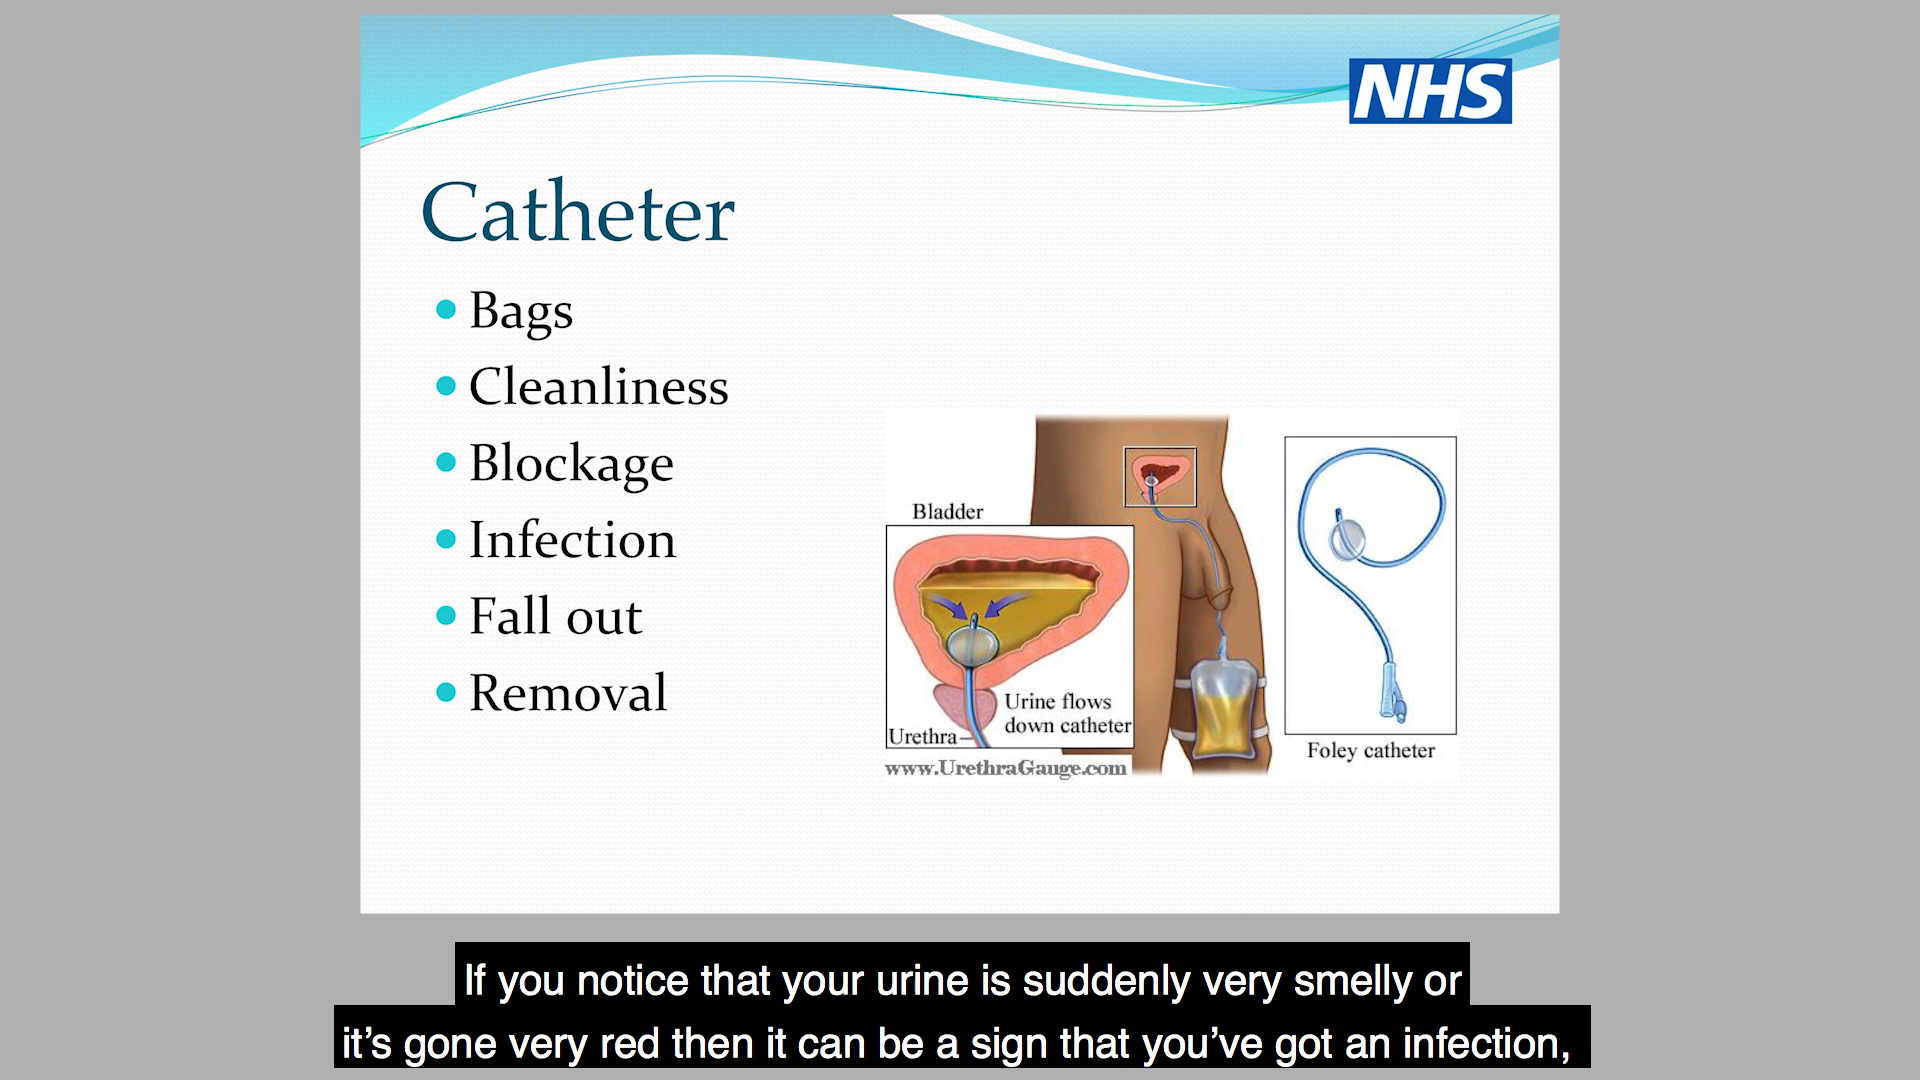 NHS
Catheter
Bags
Cleanliness
Blockage
Infection
Fall out
Removal
Bladder
Urine flows
down catheter
Urethra
www.UrethraGauge.com
Foley catheter
If you notice that your urine is suddenly very smelly or
it's gone very red then it can be a sign that you've got an infection,